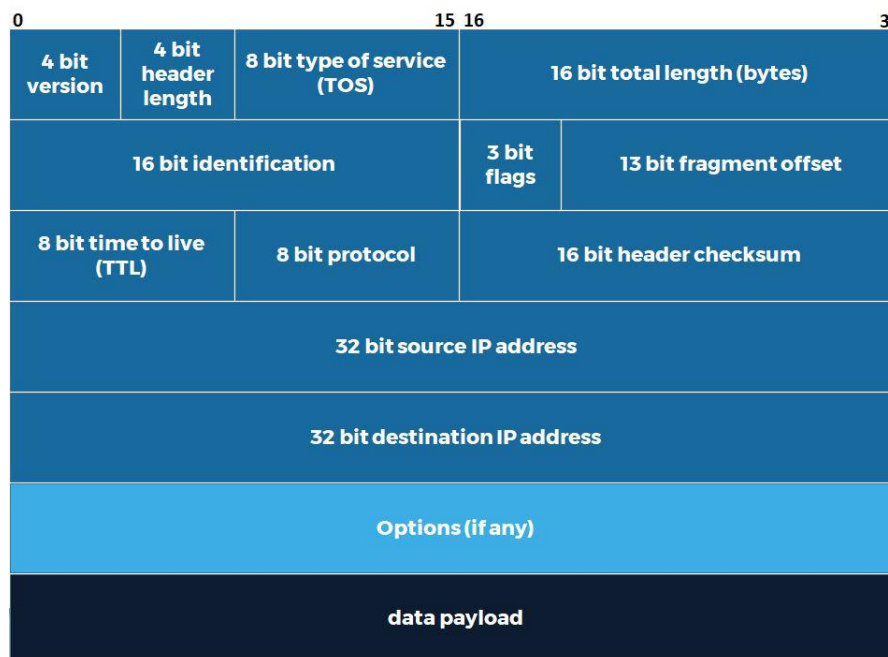 0 15 16 3
4 bit version
4 bit header length
8 bit type of service (TOS)
16 bit total length (bytes)
16 bit identification
3 bit flags
13 bit fragment offset
8 bit time to live (TTL)
8 bit protocol
16 bit header checksum
32 bit source IP address
32 bit destination IP address
Options (if any)
data payload